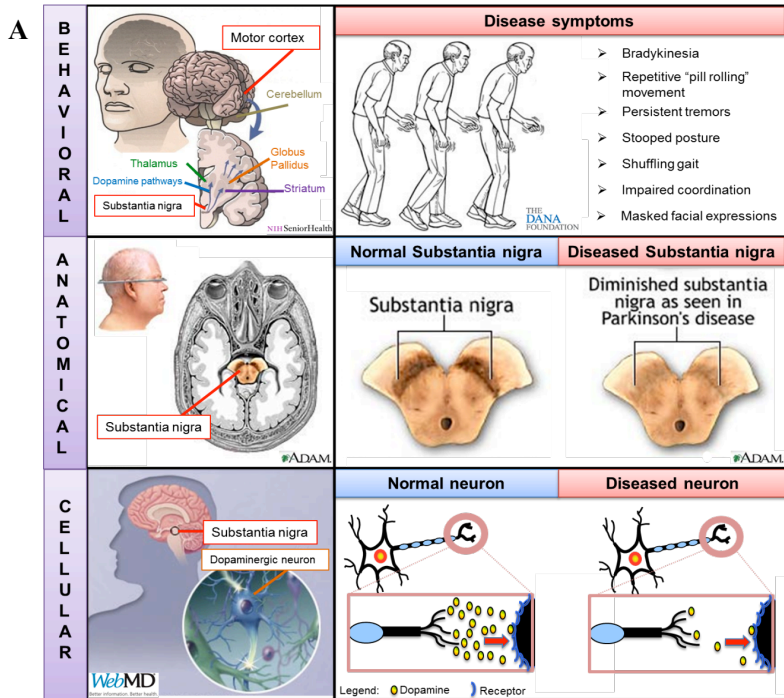 A
BEHAVIORAL
Motor cortex
Cerebellum
Thalamus
Globus
Pallidus
Dopamine pathways
Striatum
Substantia nigra
NIHSeniorHealth
Disease symptoms
Bradykinesia
Repetitive “pill rolling”
movement
Persistent tremors
Stooped posture
Shuffling gait
Impaired coordination
Masked facial expressions
THE
DANA
FOUNDATION
ANATOMICAL
Substantia nigra
ADAM.
Normal Substantia nigra
Substantia nigra
Diseased Substantia nigra
Diminished substantia
nigra as seen in
Parkinson's disease
CELLULAR
Substantia nigra
Dopaminergic neuron
WebMD
Better information. Better health.
Normal neuron
Diseased neuron
Legend: Dopamine Receptor